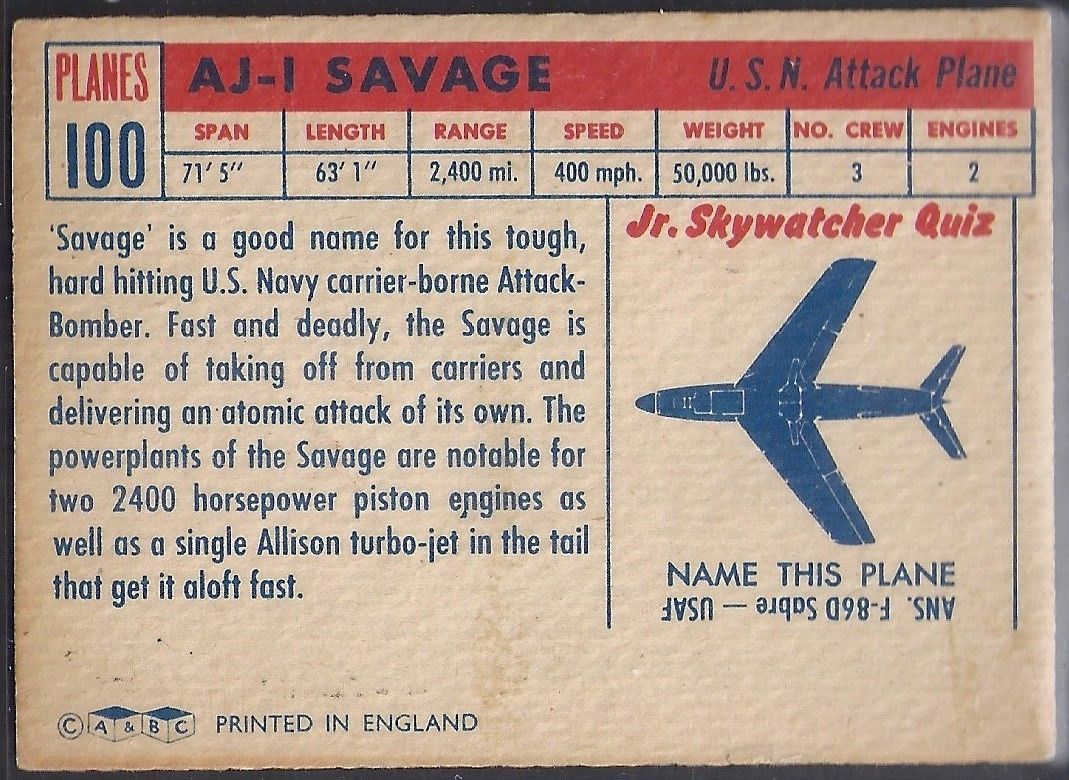 PLANES
100
AJ-1 SAVAGE
U.S.N. Attack Plane
SPAN LENGTH RANGE SPEED WEIGHT NO. CREW ENGINES
71' 5" 63' 1" 2,400 mi. 400 mph. 50,000 lbs. 3 2
'Savage' is a good name for this tough,
hard hitting U.S. Navy carrier-borne Attack-
Bomber. Fast and deadly, the Savage is
capable of taking off from carriers and
delivering an atomic attack of its own. The
powerplants of the Savage are notable for
two 2400 horsepower piston engines as
well as a single Allison turbo-jet in the tail
that get it aloft fast.
Jr. Skywatcher Quiz
NAME THIS PLANE
ANS. F-86D Sabre — USAF
© A & B C PRINTED IN ENGLAND